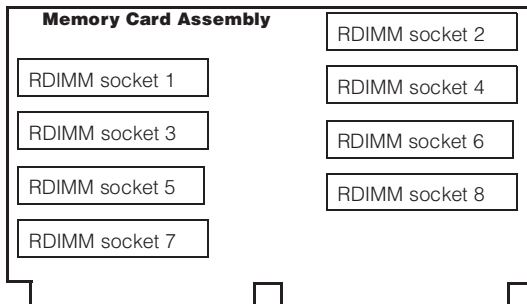 Memory Card Assembly
RDIMM socket 2
RDIMM socket 1
RDIMM socket 4
RDIMM socket 3
RDIMM socket 6
RDIMM socket 5
RDIMM socket 8
RDIMM socket 7